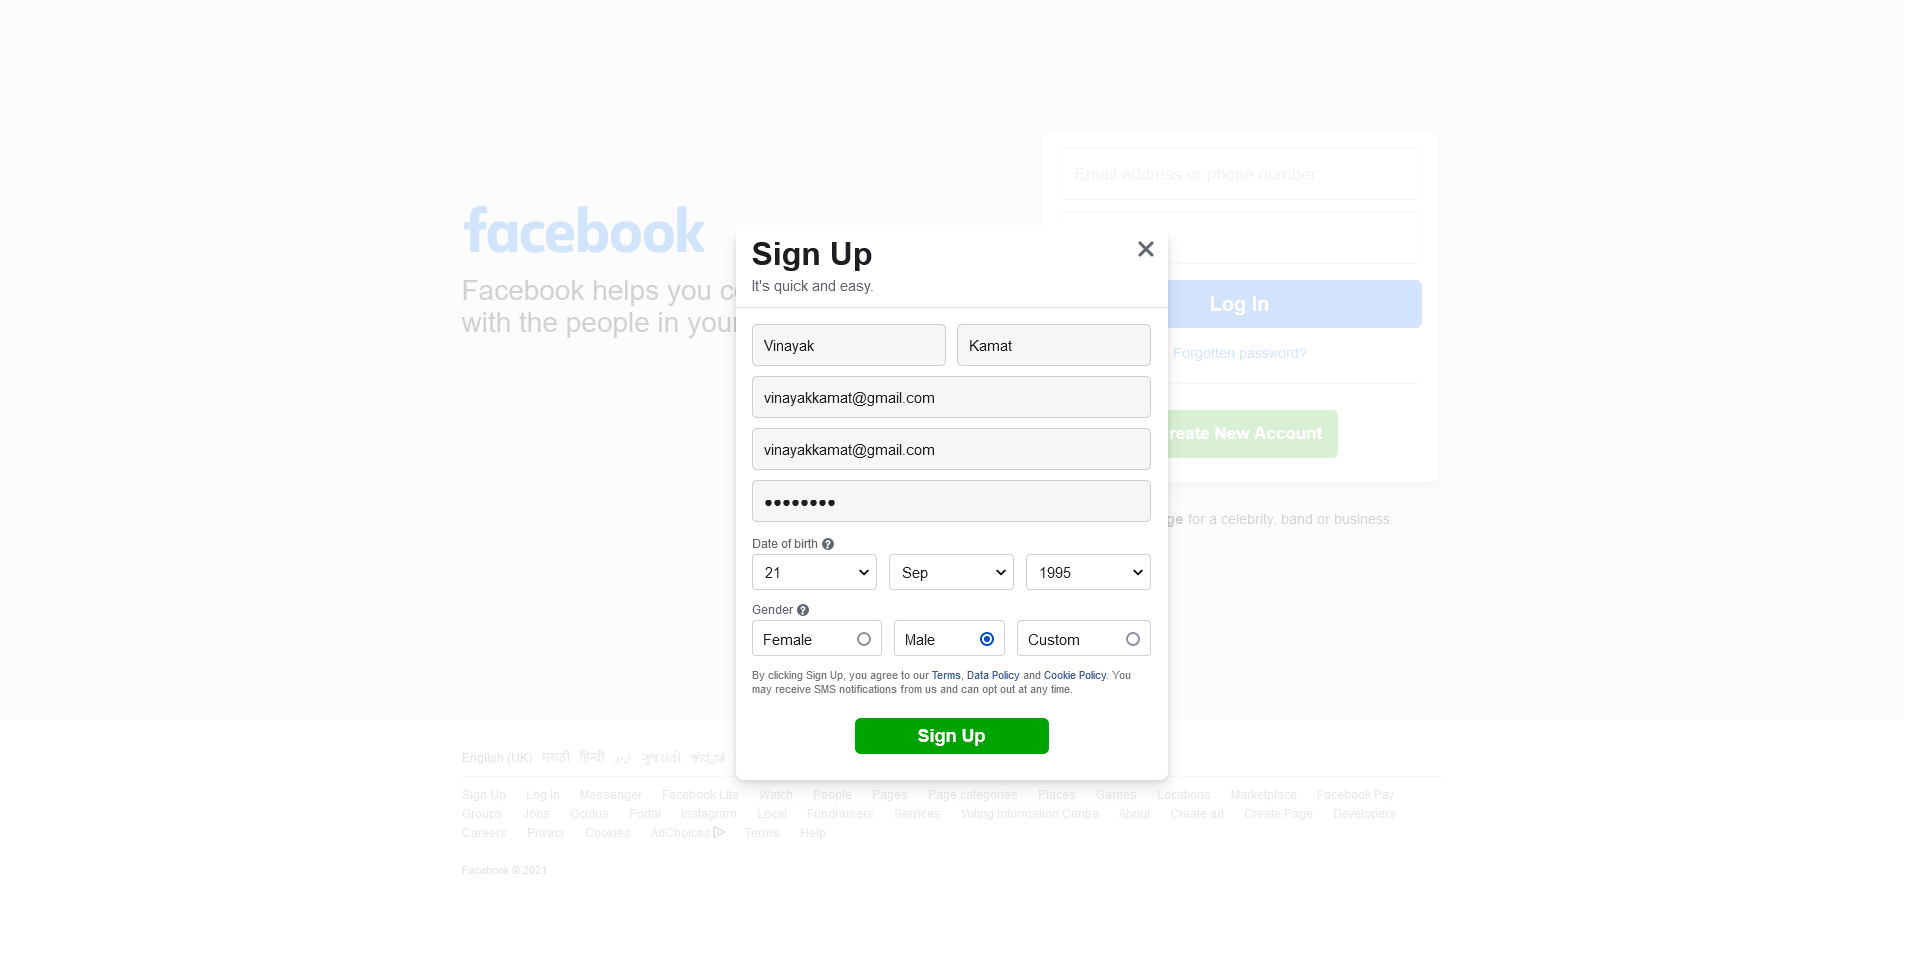 facebook
Facebook helps you c
with the people in your
Email address or phone number
Log In
Forgotten password?
reate New Account
ge for a celebrity, band or business.
Sign Up
It's quick and easy.
Vinayak Kamat
vinayakkamat@gmail.com
vinayakkamat@gmail.com
••••••••
Date of birth ?
21 Sep 1995
Gender ?
Female Male Custom
By clicking Sign Up, you agree to our Terms, Data Policy and Cookie Policy. You
may receive SMS notifications from us and can opt out at any time.
Sign Up
English (UK) मराठी हिन्दी اردو ગુજરાતી ಕನ್ನಡ
Sign Up Log In Messenger Facebook Lite Watch People Pages Page categories Places Games Locations Marketplace Facebook Pay
Groups Jobs Oculus Portal Instagram Local Fundraisers Services Voting Information Centre About Create ad Create Page Developers
Careers Privacy Cookies AdChoices Terms Help
Facebook © 2021